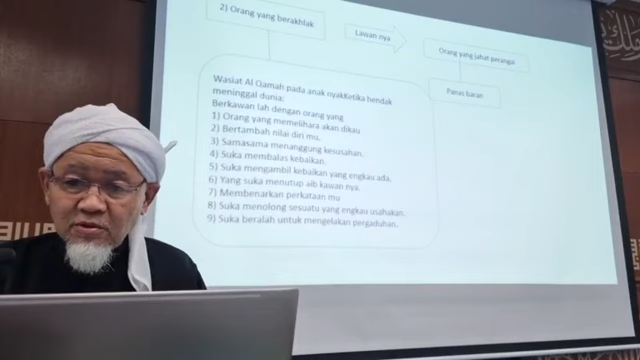 2) Orang yang berakhlak
Lawan nya
Orang yang jahat perangai
Panas baran
Wasiat Al Qamah pada anak nyakKetika hendak
meninggal dunia;
Berkawan lah dengan orang yang
1) Orang yang memelihara akan dikau
2) Bertambah nilai diri mu.
3) Samasama menanggung kesusahan.
4) Suka membalas kebaikan.
5) Suka mengambil kebaikan yang engkau ada.
6) Yang suka menutup aib kawan nya.
7) Membenarkan perkataan mu
8) Suka menolong sesuatu yang engkau usahakan.
9) Suka beralah untuk mengelakan pergaduhan.